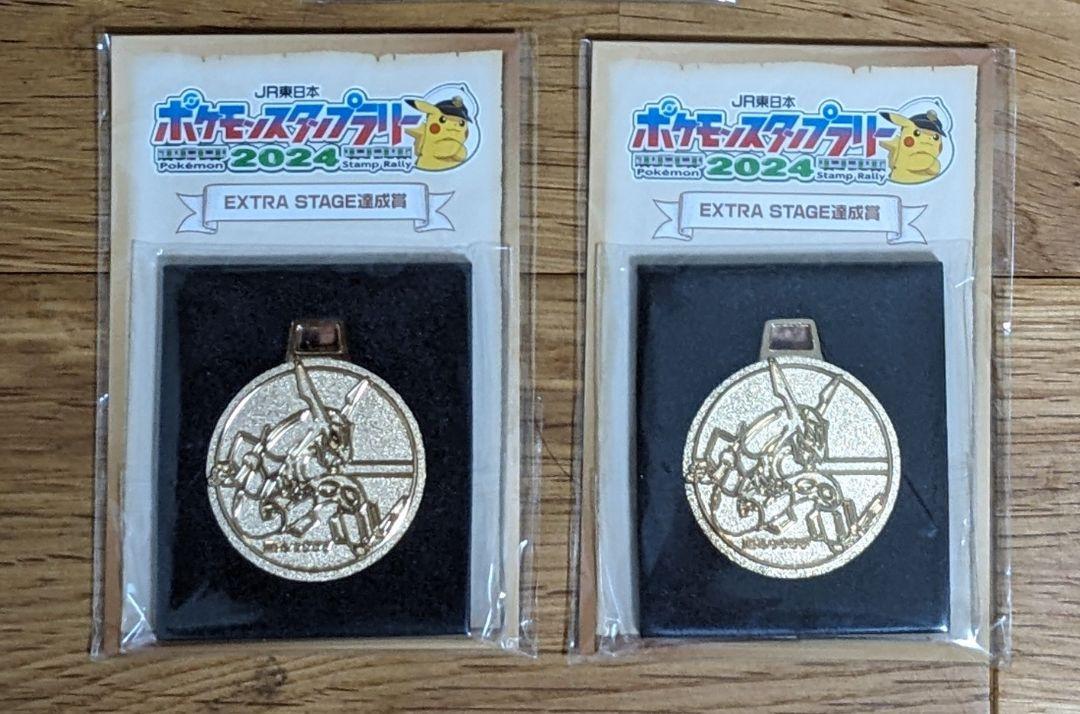 JR東日本
ポケモンスタンプラリー
2024
Pokémon Stamp Rally
EXTRA STAGE達成賞
JR東日本
ポケモンスタンプラリー
2024
Pokémon Stamp Rally
EXTRA STAGE達成賞